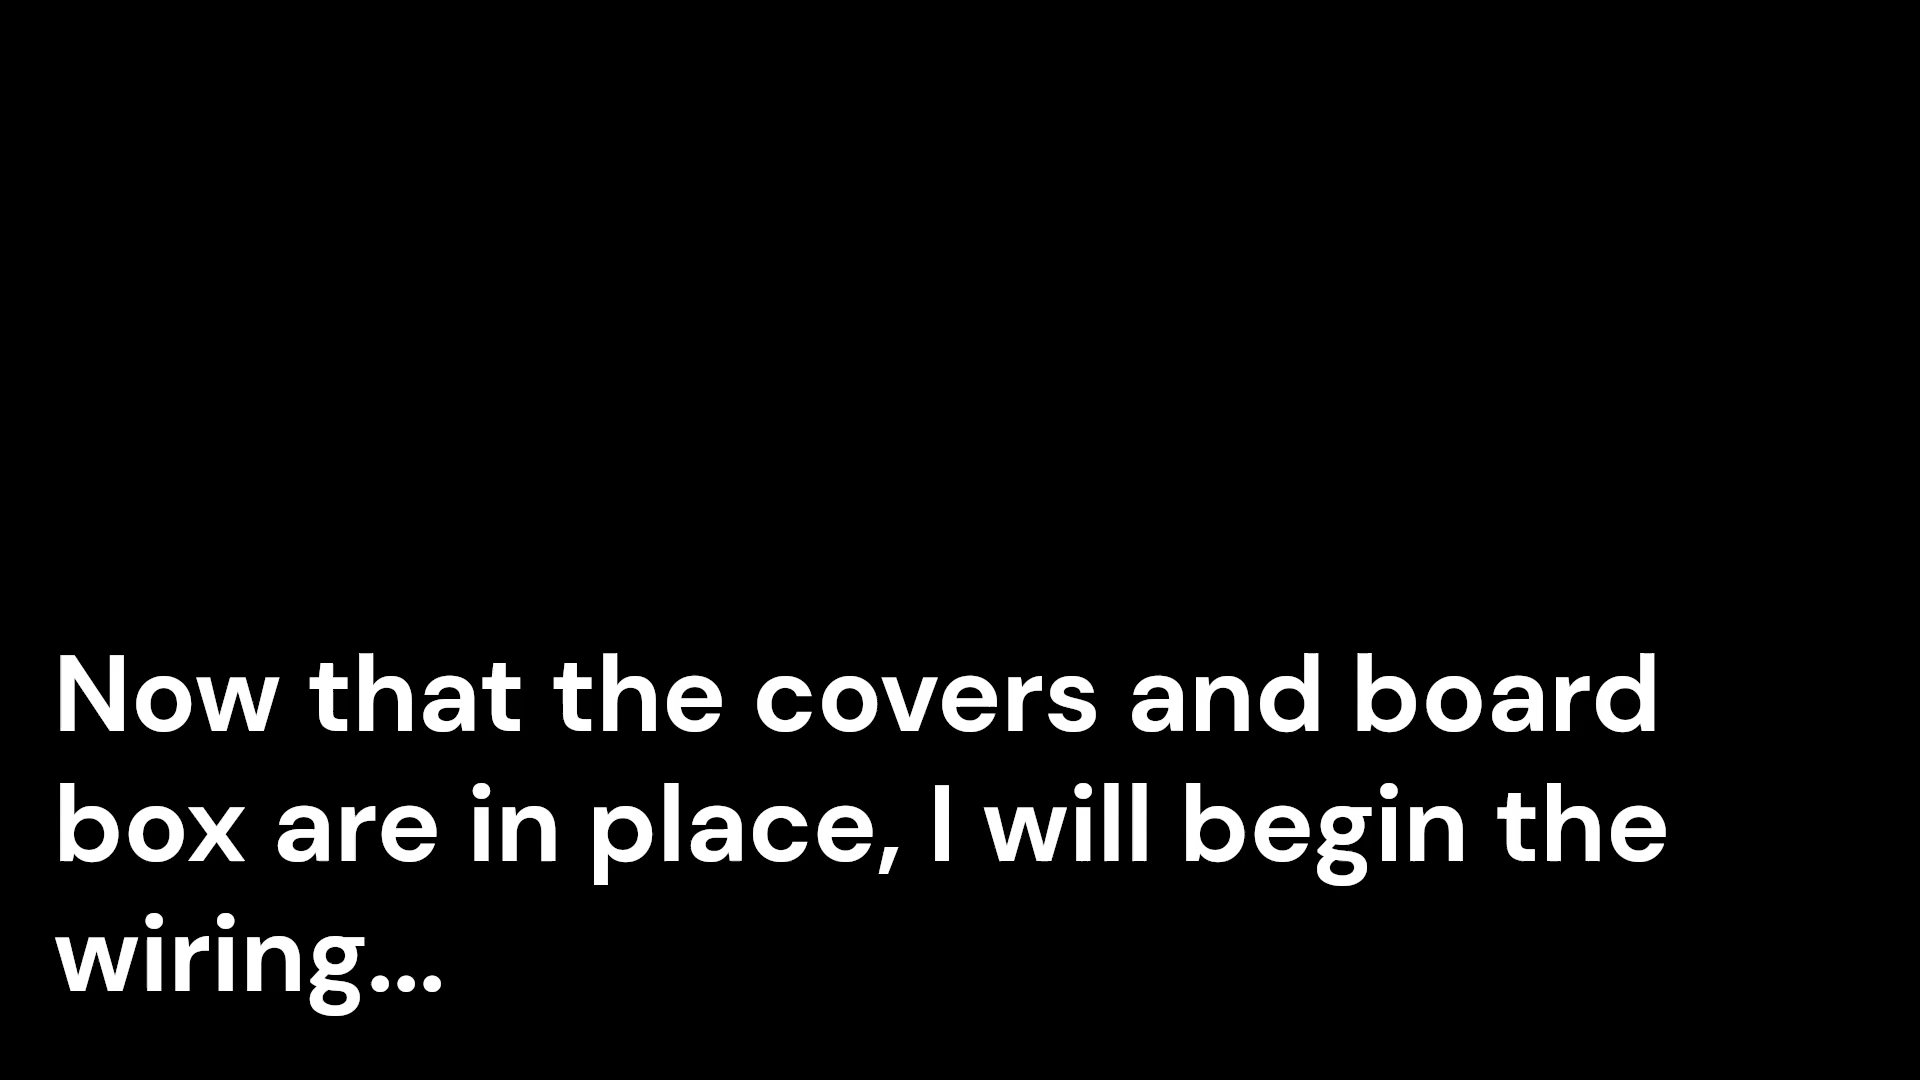 Now that the covers and board
box are in place, I will begin the
wiring...